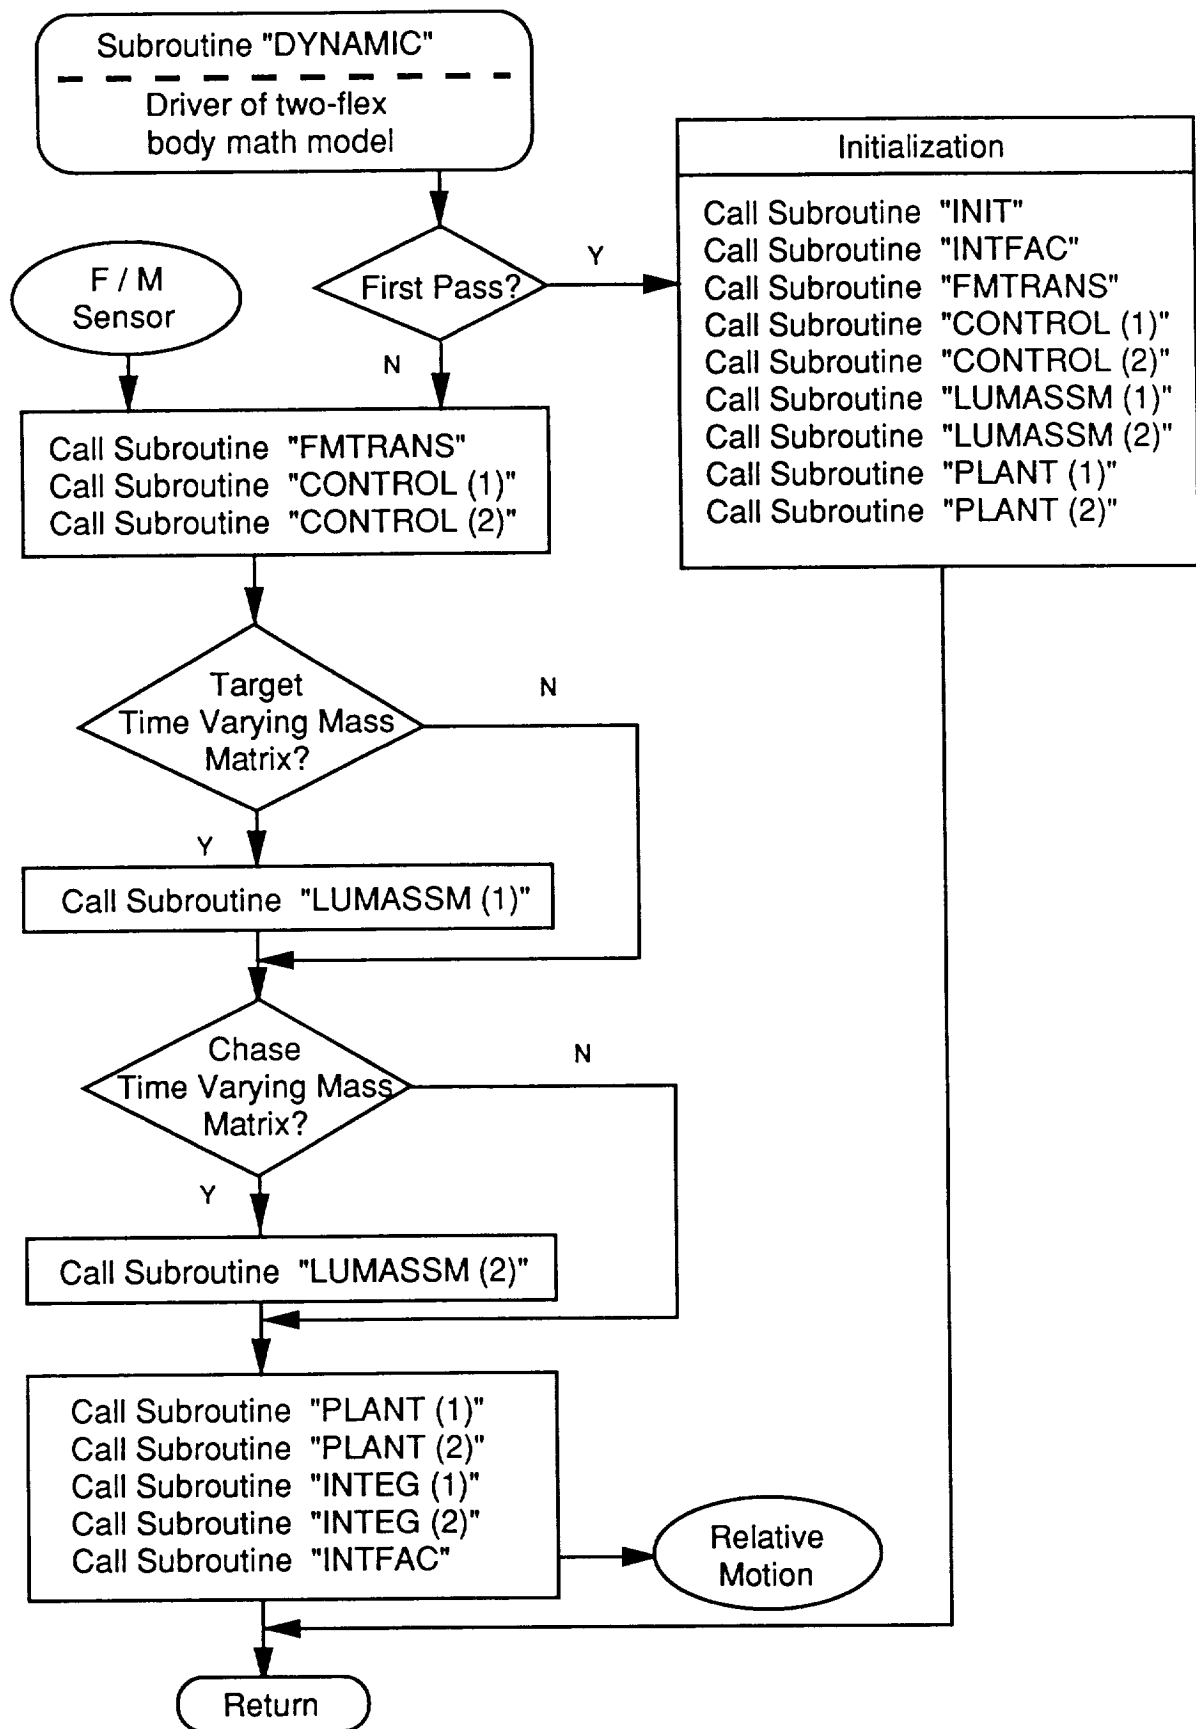 Subroutine "DYNAMIC"
Driver of two-flex
body math model
Initialization
Call Subroutine "INIT"
Call Subroutine "INTFAC"
Call Subroutine "FMTRANS"
Call Subroutine "CONTROL (1)"
Call Subroutine "CONTROL (2)"
Call Subroutine "LUMASSM (1)"
Call Subroutine "LUMASSM (2)"
Call Subroutine "PLANT (1)"
Call Subroutine "PLANT (2)"
First Pass?
Y
N
F / M
Sensor
Call Subroutine "FMTRANS"
Call Subroutine "CONTROL (1)"
Call Subroutine "CONTROL (2)"
Target
Time Varying Mass
Matrix?
N
Y
Call Subroutine "LUMASSM (1)"
Chase
Time Varying Mass
Matrix?
N
Y
Call Subroutine "LUMASSM (2)"
Call Subroutine "PLANT (1)"
Call Subroutine "PLANT (2)"
Call Subroutine "INTEG (1)"
Call Subroutine "INTEG (2)"
Call Subroutine "INTFAC"
Relative
Motion
Return